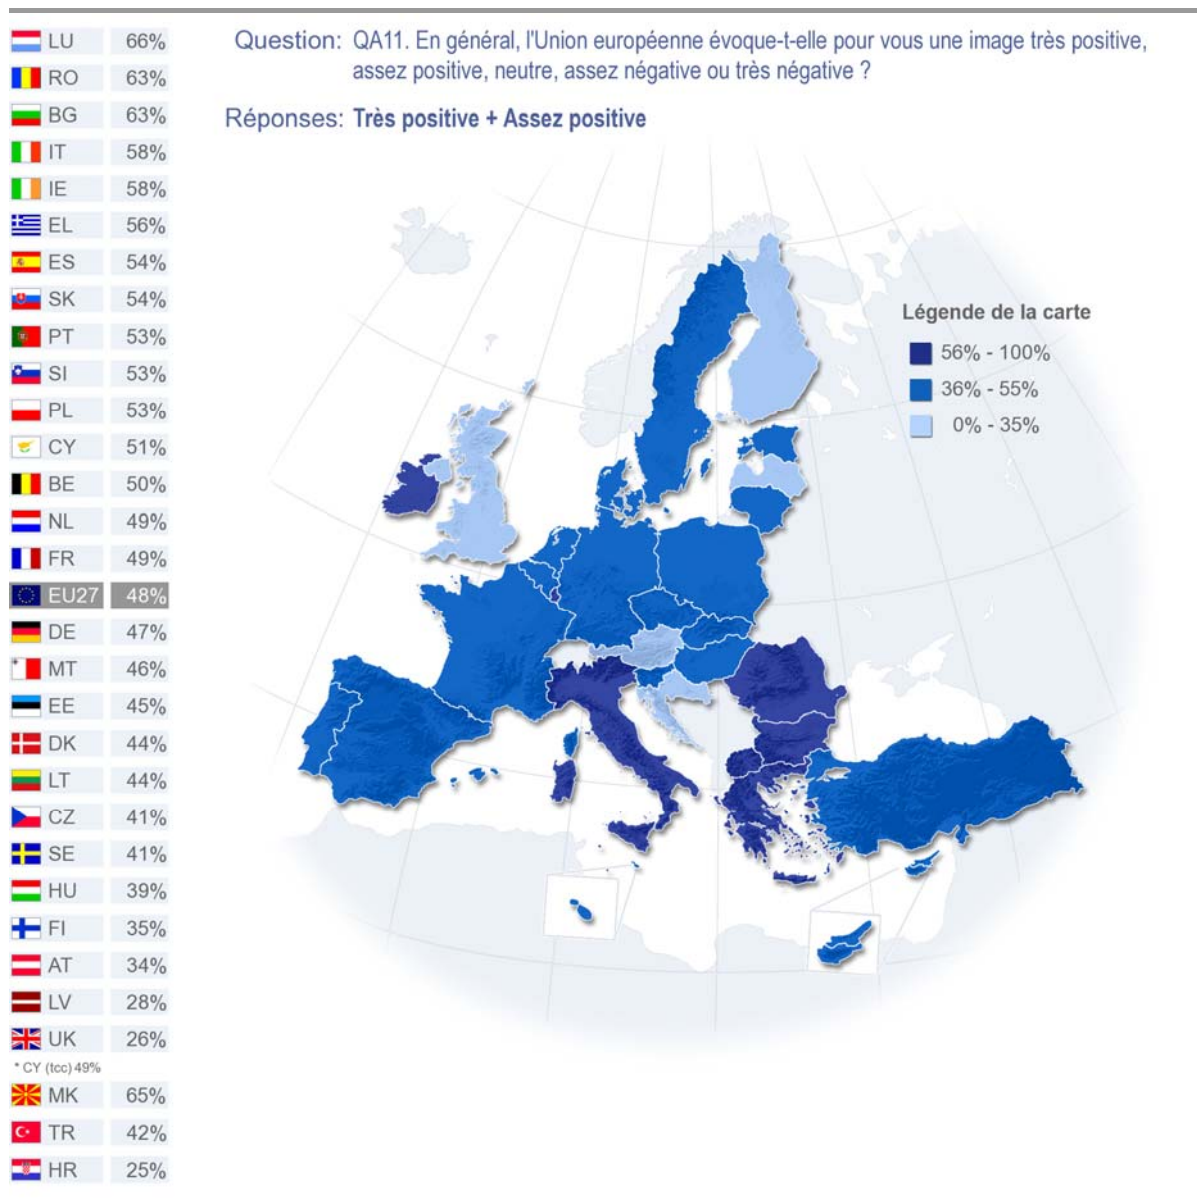 Question: QA11. En général, l'Union européenne évoque-t-elle pour vous une image très positive,
assez positive, neutre, assez négative ou très négative ?
Réponses: Très positive + Assez positive
LU 66%
RO 63%
BG 63%
IT 58%
IE 58%
EL 56%
ES 54%
SK 54%
PT 53%
SI 53%
PL 53%
CY 51%
BE 50%
NL 49%
FR 49%
EU27 48%
DE 47%
MT 46%
EE 45%
DK 44%
LT 44%
CZ 41%
SE 41%
HU 39%
FI 35%
AT 34%
LV 28%
UK 26%
* CY (tcc) 49%
MK 65%
TR 42%
HR 25%
Légende de la carte
56% - 100%
36% - 55%
0% - 35%